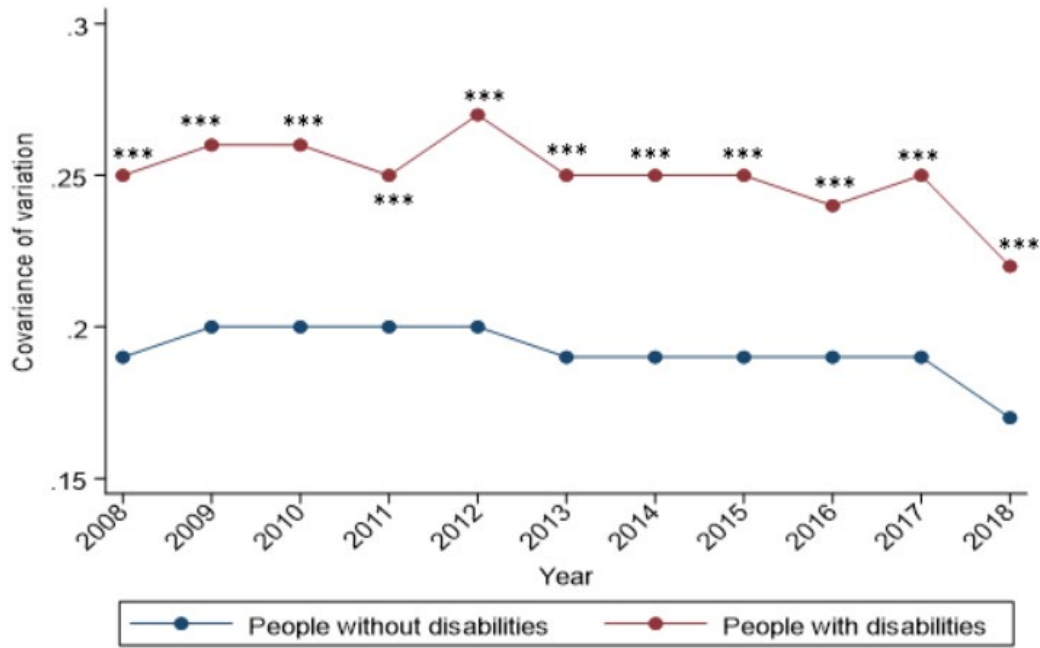 .3
.25
.2
.15
Covariance of variation
*** *** *** *** *** *** *** *** *** *** ***
2008 2009 2010 2011 2012 2013 2014 2015 2016 2017 2018
Year
People without disabilities People with disabilities